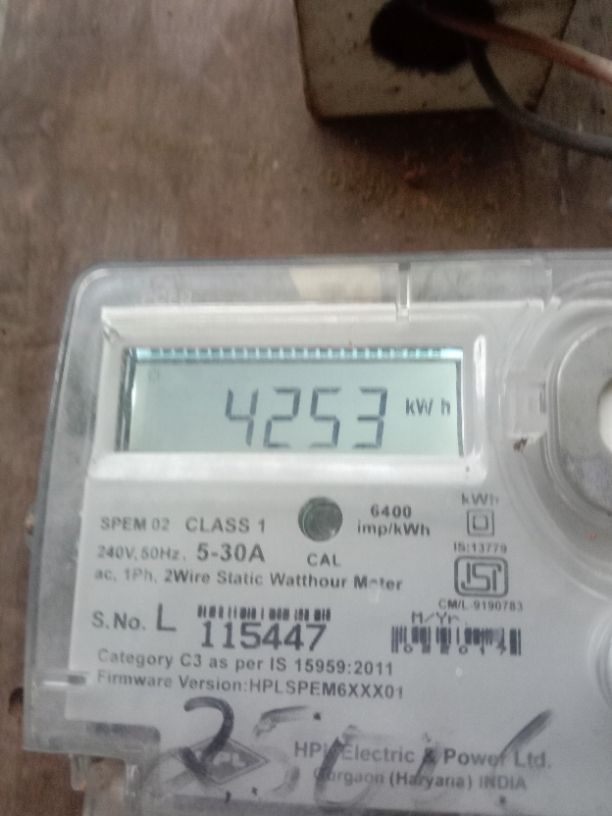 4253 kWh
SPEM 02 CLASS 1
6400
imp/kWh
kWh
240V, 50Hz, 5-30A
CAL
IS:13779
ac, 1Ph, 2Wire Static Watthour Meter
ISI
CM/L-9190783
S.No. L 115447
M/Yr.
Category C3 as per IS 15959:2011
Firmware Version:HPLSPEM6XXX01
HPL Electric & Power Ltd.
Gurgaon (Haryana) INDIA